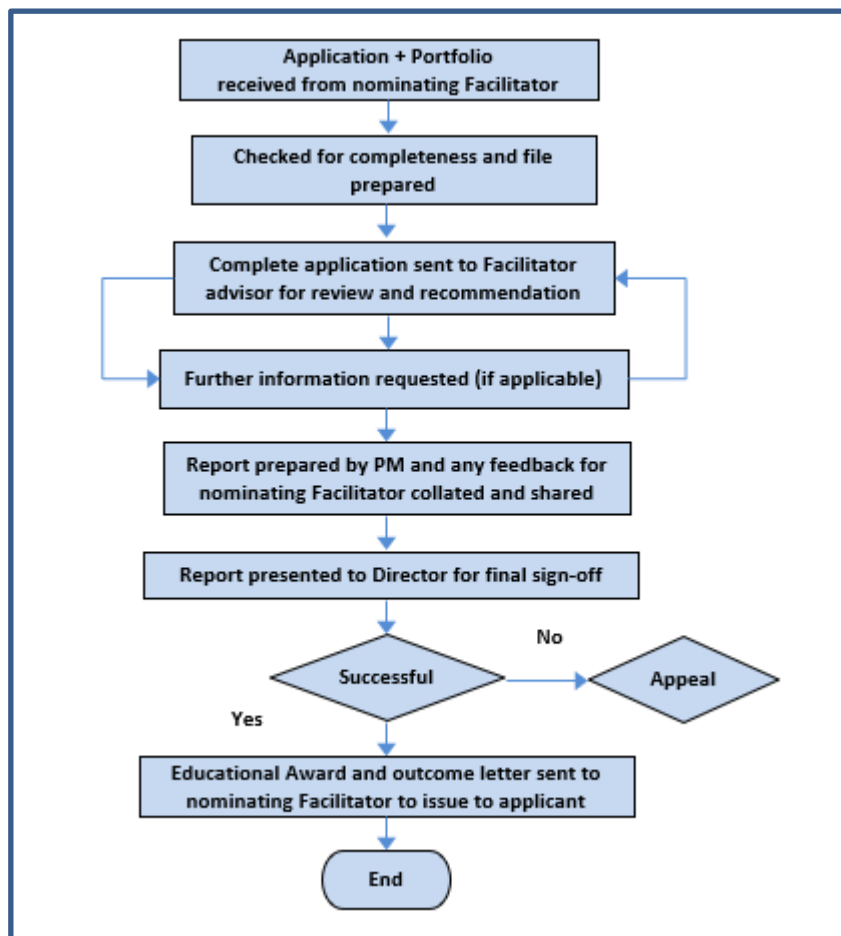 Application + Portfolio
received from nominating Facilitator
Checked for completeness and file
prepared
Complete application sent to Facilitator
advisor for review and recommendation
Further information requested (if applicable)
Report prepared by PM and any feedback for
nominating Facilitator collated and shared
Report presented to Director for final sign-off
No
Successful
Appeal
Yes
Educational Award and outcome letter sent to
nominating Facilitator to issue to applicant
End